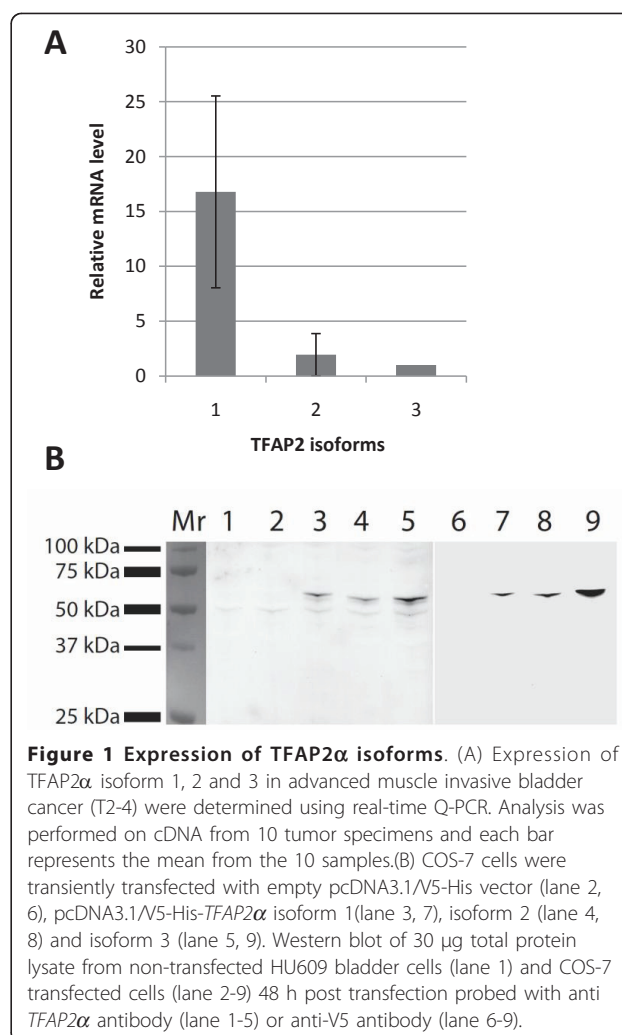 A
30
25
20
15
10
5
0
Relative mRNA level
1 2 3
TFAP2 isoforms
B
Mr 1 2 3 4 5 6 7 8 9
100 kDa
75 kDa
50 kDa
37 kDa
25 kDa
Figure 1 Expression of TFAP2α isoforms. (A) Expression of
TFAP2α isoform 1, 2 and 3 in advanced muscle invasive bladder
cancer (T2-4) were determined using real-time Q-PCR. Analysis was
performed on cDNA from 10 tumor specimens and each bar
represents the mean from the 10 samples.(B) COS-7 cells were
transiently transfected with empty pcDNA3.1/V5-His vector (lane 2,
6), pcDNA3.1/V5-His-TFAP2α isoform 1(lane 3, 7), isoform 2 (lane 4,
8) and isoform 3 (lane 5, 9). Western blot of 30 μg total protein
lysate from non-transfected HU609 bladder cells (lane 1) and COS-7
transfected cells (lane 2-9) 48 h post transfection probed with anti
TFAP2α antibody (lane 1-5) or anti-V5 antibody (lane 6-9).